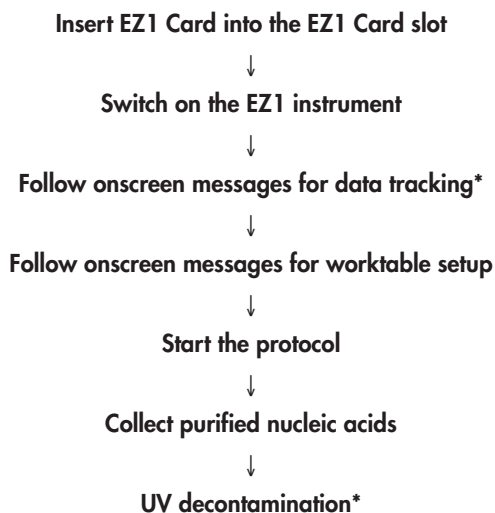 Insert EZ1 Card into the EZ1 Card slot
↓
Switch on the EZ1 instrument
↓
Follow onscreen messages for data tracking*
↓
Follow onscreen messages for worktable setup
↓
Start the protocol
↓
Collect purified nucleic acids
↓
UV decontamination*